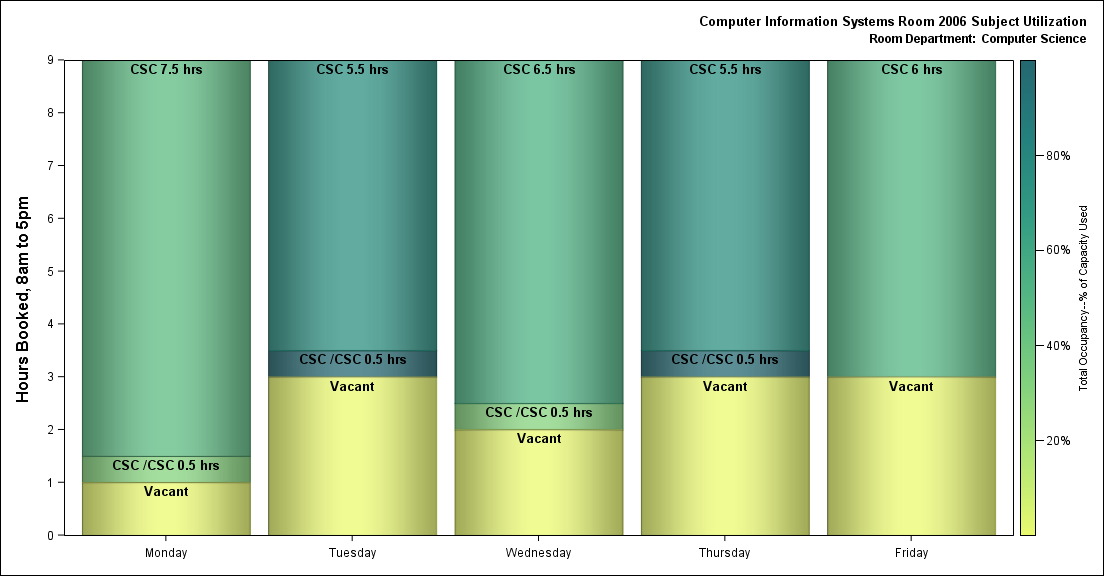 Computer Information Systems Room 2006 Subject Utilization
Room Department: Computer Science
Hours Booked, 8am to 5pm
9
8
7
6
5
4
3
2
1
0
CSC 7.5 hrs
CSC /CSC 0.5 hrs
Vacant
CSC 5.5 hrs
CSC /CSC 0.5 hrs
Vacant
CSC 6.5 hrs
CSC /CSC 0.5 hrs
Vacant
CSC 5.5 hrs
CSC /CSC 0.5 hrs
Vacant
CSC 6 hrs
Vacant
Monday
Tuesday
Wednesday
Thursday
Friday
80%
60%
40%
20%
Total Occupancy--% of Capacity Used